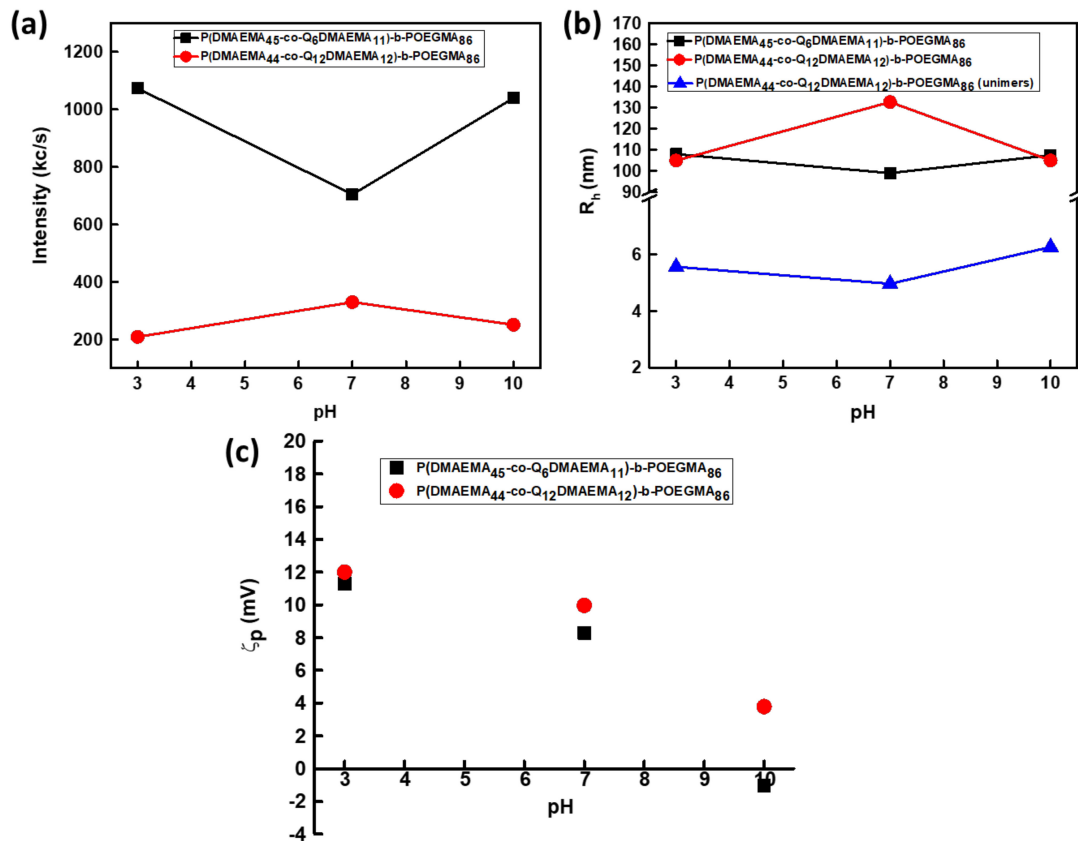 (a)
P(DMAEMA45-co-Q6DMAEMA11)-b-POEGMA86
P(DMAEMA44-co-Q12DMAEMA12)-b-POEGMA86
1200
1000
800
600
400
200
Intensity (kc/s)
3 4 5 6 7 8 9 10
pH
(b)
P(DMAEMA45-co-Q6DMAEMA11)-b-POEGMA86
P(DMAEMA44-co-Q12DMAEMA12)-b-POEGMA86
P(DMAEMA44-co-Q12DMAEMA12)-b-POEGMA86 (unimers)
170
160
150
140
130
120
110
100
90
6
4
2
Rh (nm)
3 4 5 6 7 8 9 10
pH
(c)
P(DMAEMA45-co-Q6DMAEMA11)-b-POEGMA86
P(DMAEMA44-co-Q12DMAEMA12)-b-POEGMA86
20
18
16
14
12
10
8
6
4
2
0
-2
-4
ζp (mV)
3 4 5 6 7 8 9 10
pH